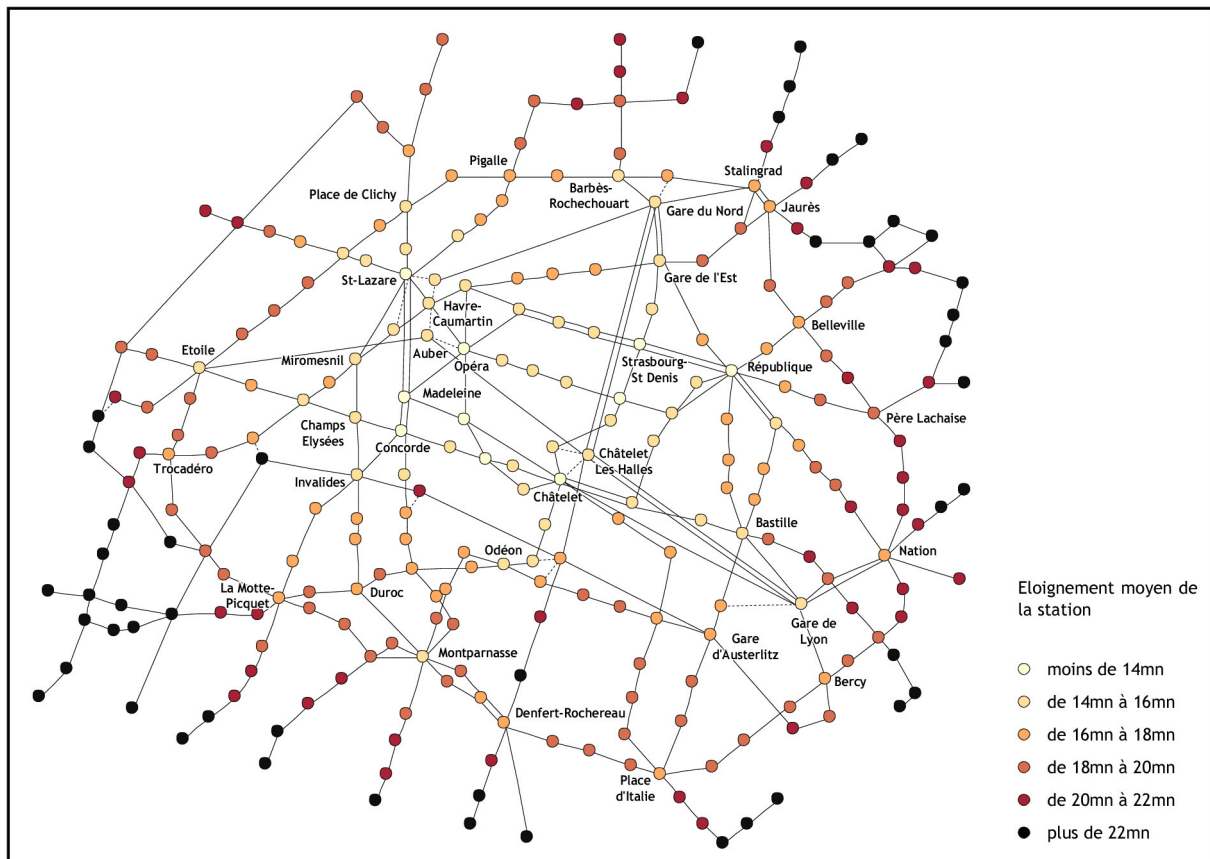 Pigalle
Stalingrad
Barbès-
Rochechouart
Place de Clichy
Gare du Nord
Jaurès
St-Lazare
Gare de l'Est
Havre-
Caumartin
Belleville
Etoile
Miromesnil
Auber
Opéra
Strasbourg-
St Denis
République
Madeleine
Père Lachaise
Champs
Elysées
Concorde
Trocadéro
Châtelet
Les Halles
Invalides
Châtelet
Bastille
Odéon
Nation
La Motte-
Picquet
Duroc
Gare de
Lyon
Gare
d'Austerlitz
Montparnasse
Bercy
Denfert-Rochereau
Place
d'Italie
Eloignement moyen de
la station
moins de 14mn
de 14mn à 16mn
de 16mn à 18mn
de 18mn à 20mn
de 20mn à 22mn
plus de 22mn